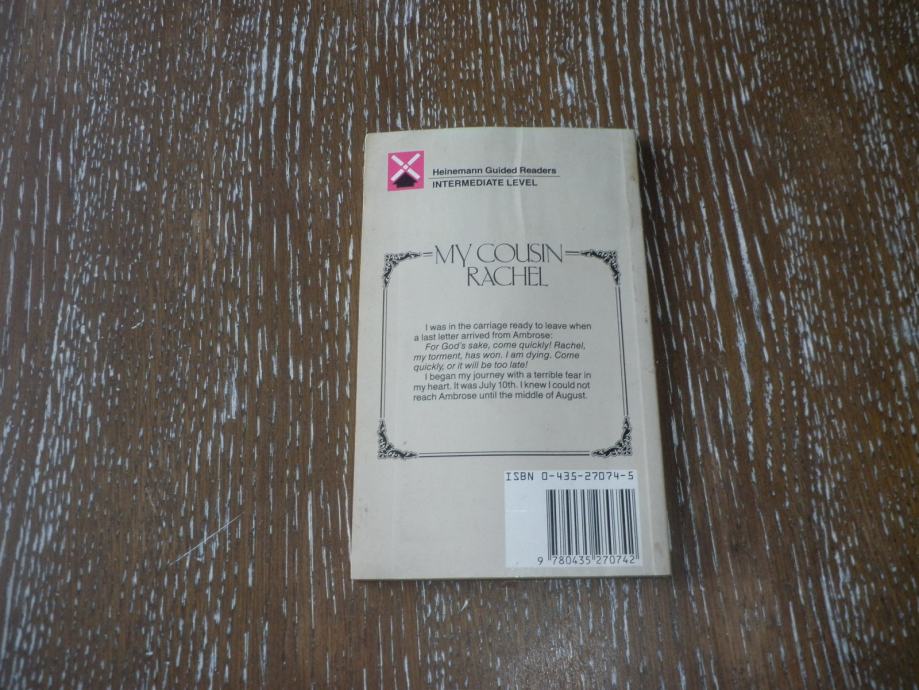 Heinemann Guided Readers
INTERMEDIATE LEVEL
MY COUSIN
RACHEL
I was in the carriage ready to leave when
a last letter arrived from Ambrose:
For God's sake, come quickly! Rachel,
my torment, has won. I am dying. Come
quickly, or it will be too late!
I began my journey with a terrible fear in
my heart. It was July 10th. I knew I could not
reach Ambrose until the middle of August.
ISBN 0-435-27074-5
9 780435 270742